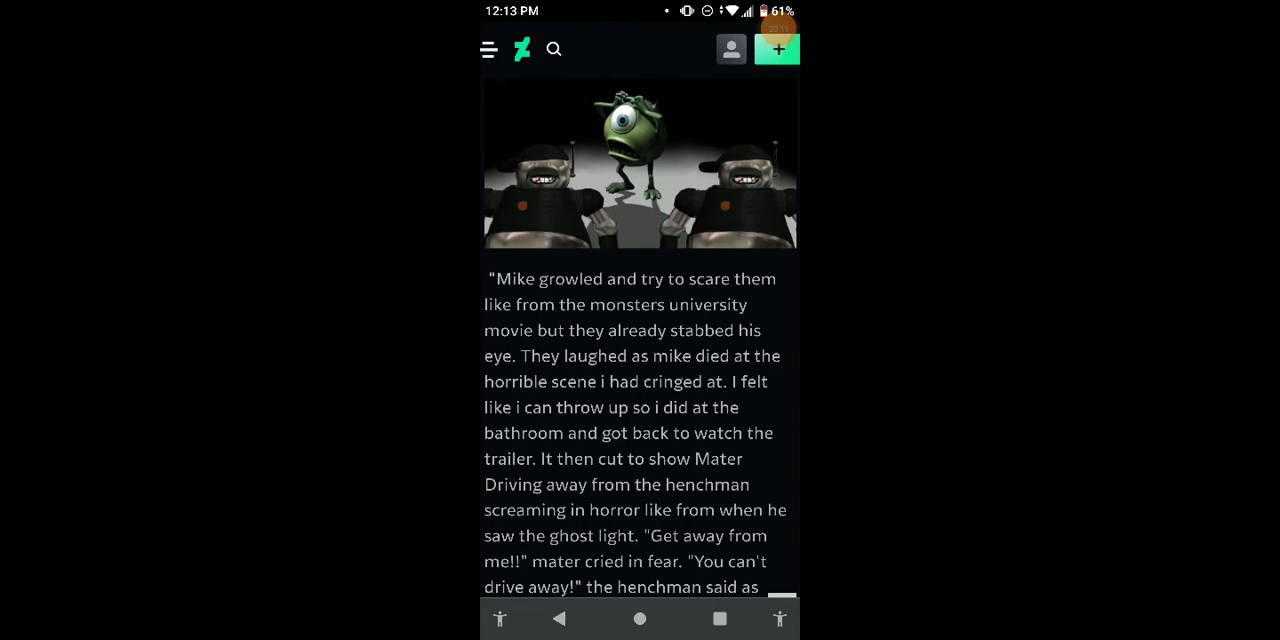 12:13 PM
61%
20:11
"Mike growled and try to scare them
like from the monsters university
movie but they already stabbed his
eye. They laughed as mike died at the
horrible scene i had cringed at. I felt
like i can throw up so i did at the
bathroom and got back to watch the
trailer. It then cut to show Mater
Driving away from the henchman
screaming in horror like from when he
saw the ghost light. "Get away from
me!!" mater cried in fear. "You can't
drive away!" the henchman said as